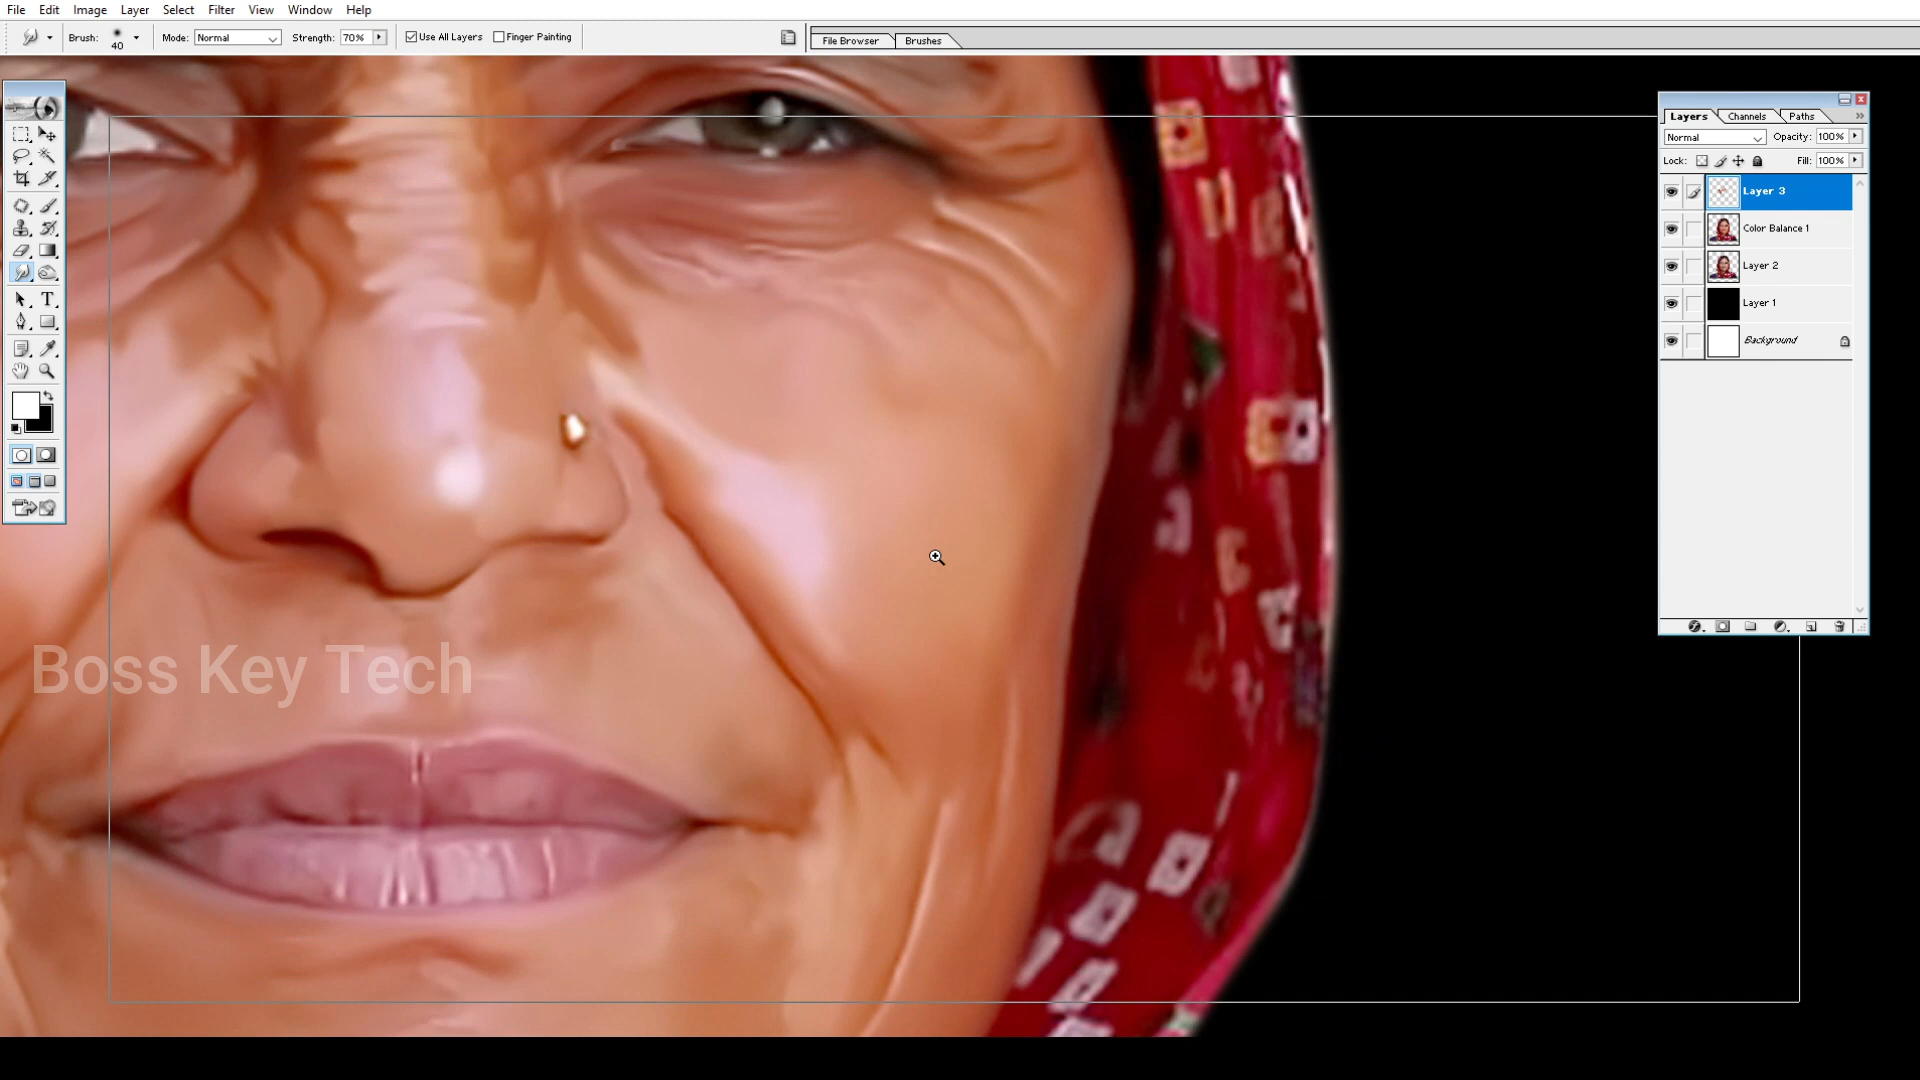 File Edit Image Layer Select Filter View Window Help
Brush: 40 Mode: Normal Strength: 70% Use All Layers Finger Painting File Browser Brushes
Layers Channels Paths
Normal Opacity: 100%
Lock: Fill: 100%
Layer 3
Color Balance 1
Layer 2
Layer 1
Background
T
Boss Key Tech